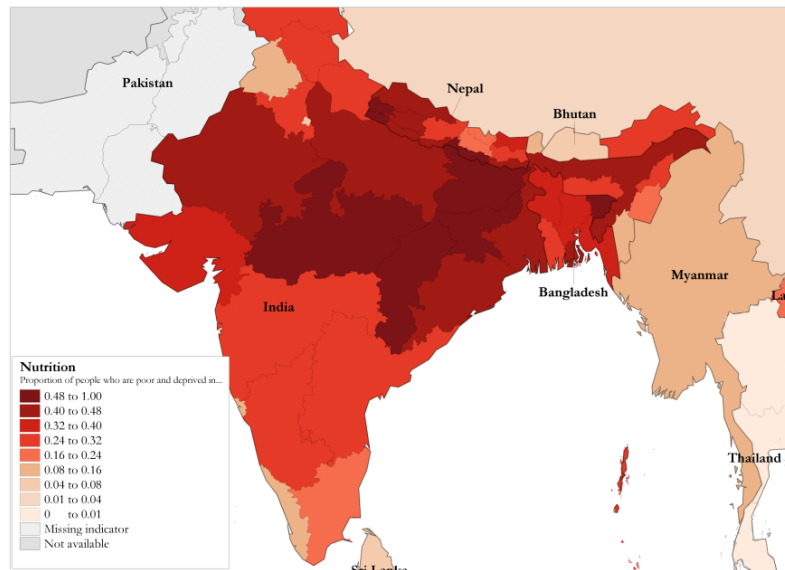 Pakistan
Nepal
Bhutan
India
Bangladesh
Myanmar
La
Thailand
Sri Lanka
Nutrition
Proportion of people who are poor and deprived in...
0.48 to 1.00
0.40 to 0.48
0.32 to 0.40
0.24 to 0.32
0.16 to 0.24
0.08 to 0.16
0.04 to 0.08
0.01 to 0.04
0 to 0.01
Missing indicator
Not available